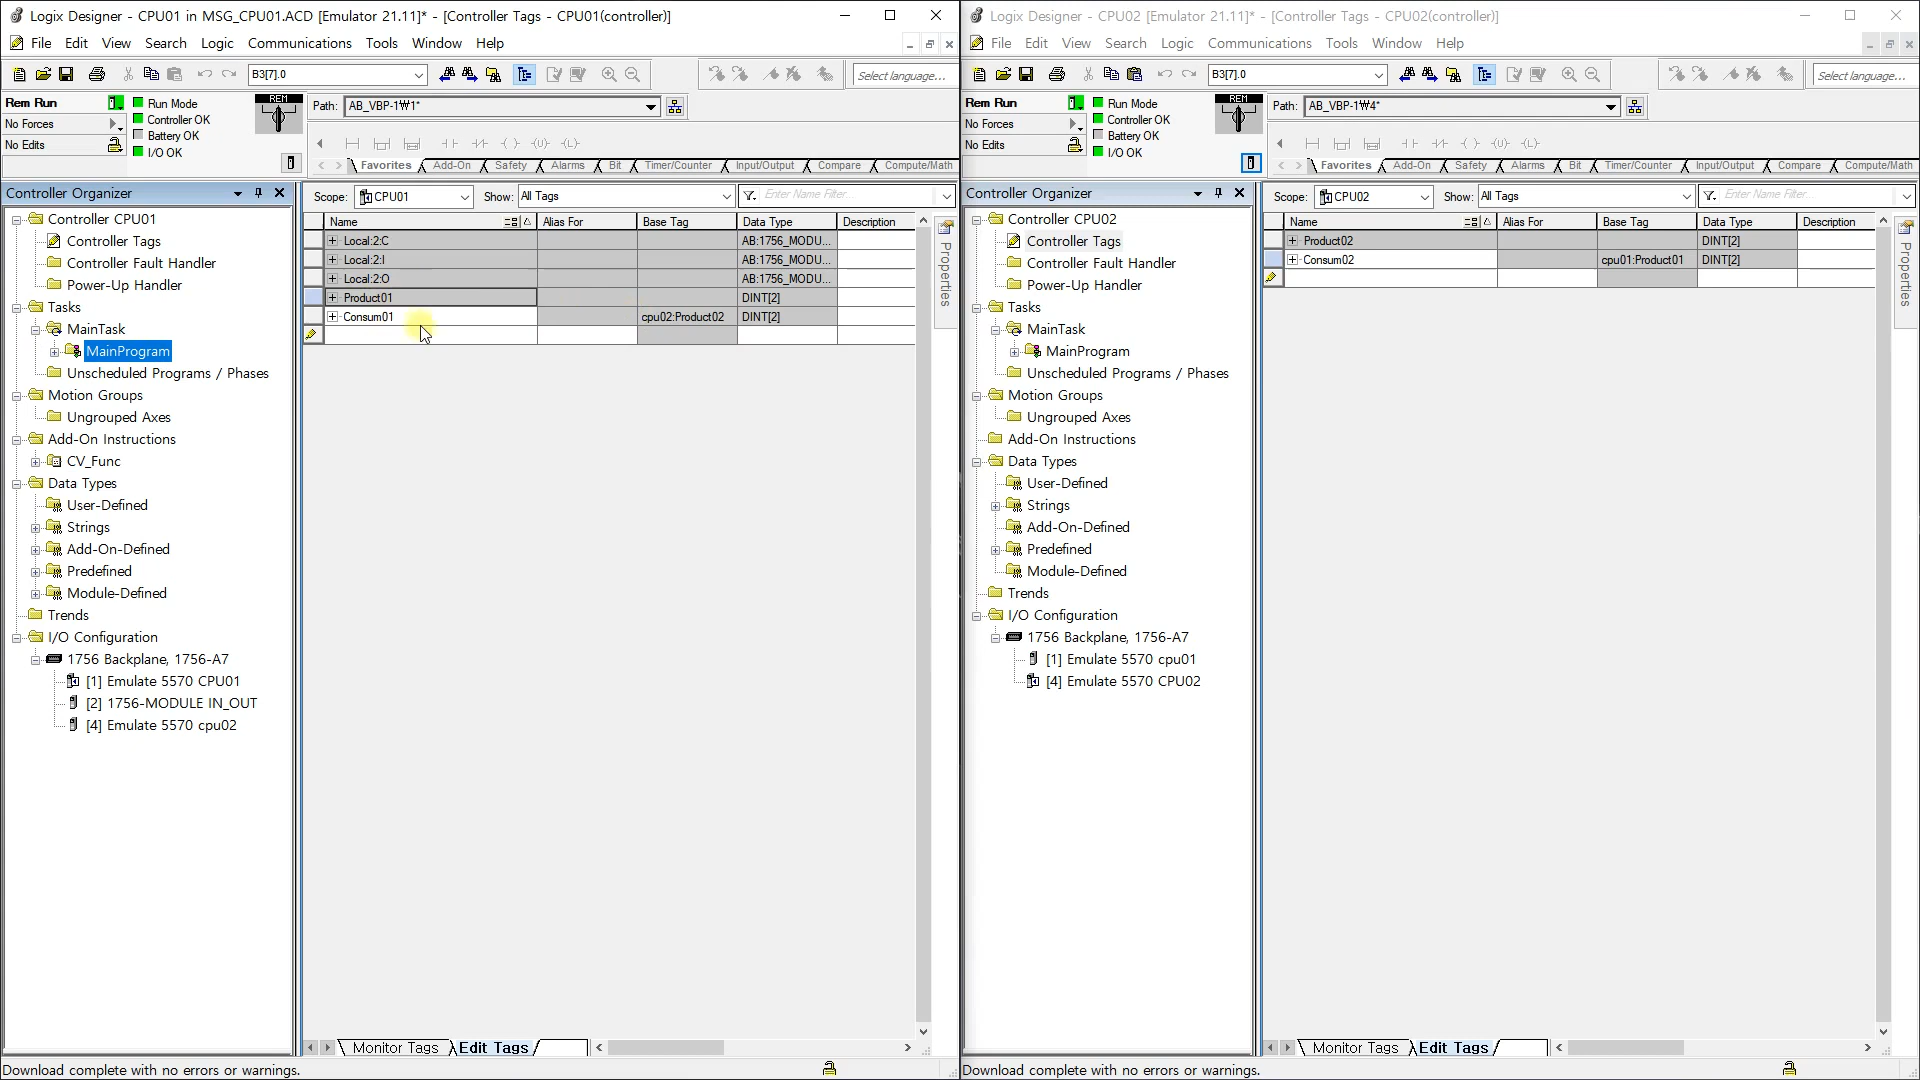 Logix Designer - CPU01 in MSG_CPU01.ACD [Emulator 21.11]* - [Controller Tags - CPU01(controller)]
File Edit View Search Logic Communications Tools Window Help
B3[7].0
Select language...
Rem Run
Run Mode
No Forces
Controller OK
Battery OK
No Edits
I/O OK
REM
Path: AB_VBP-1₩1*
Favorites Add-On Safety Alarms Bit Timer/Counter Input/Output Compare Compute/Math
Controller Organizer
Controller CPU01
Controller Tags
Controller Fault Handler
Power-Up Handler
Tasks
MainTask
MainProgram
Unscheduled Programs / Phases
Motion Groups
Ungrouped Axes
Add-On Instructions
CV_Func
Data Types
User-Defined
Strings
Add-On-Defined
Predefined
Module-Defined
Trends
I/O Configuration
1756 Backplane, 1756-A7
[1] Emulate 5570 CPU01
[2] 1756-MODULE IN_OUT
[4] Emulate 5570 cpu02
Scope: CPU01 Show: All Tags Enter Name Filter...
Name Alias For Base Tag Data Type Description
Local:2:C AB:1756_MODU...
Local:2:I AB:1756_MODU...
Local:2:O AB:1756_MODU...
Product01 DINT[2]
Consum01 cpu02:Product02 DINT[2]
Properties
Monitor Tags Edit Tags
Download complete with no errors or warnings.
Logix Designer - CPU02 [Emulator 21.11]* - [Controller Tags - CPU02(controller)]
File Edit View Search Logic Communications Tools Window Help
B3[7].0
Select language...
Rem Run
Run Mode
No Forces
Controller OK
Battery OK
No Edits
I/O OK
REM
Path: AB_VBP-1₩4*
Favorites Add-On Safety Alarms Bit Timer/Counter Input/Output Compare Compute/Math
Controller Organizer
Controller CPU02
Controller Tags
Controller Fault Handler
Power-Up Handler
Tasks
MainTask
MainProgram
Unscheduled Programs / Phases
Motion Groups
Ungrouped Axes
Add-On Instructions
Data Types
User-Defined
Strings
Add-On-Defined
Predefined
Module-Defined
Trends
I/O Configuration
1756 Backplane, 1756-A7
[1] Emulate 5570 cpu01
[4] Emulate 5570 CPU02
Scope: CPU02 Show: All Tags Enter Name Filter...
Name Alias For Base Tag Data Type Description
Product02 DINT[2]
Consum02 cpu01:Product01 DINT[2]
Properties
Monitor Tags Edit Tags
Download complete with no errors or warnings.